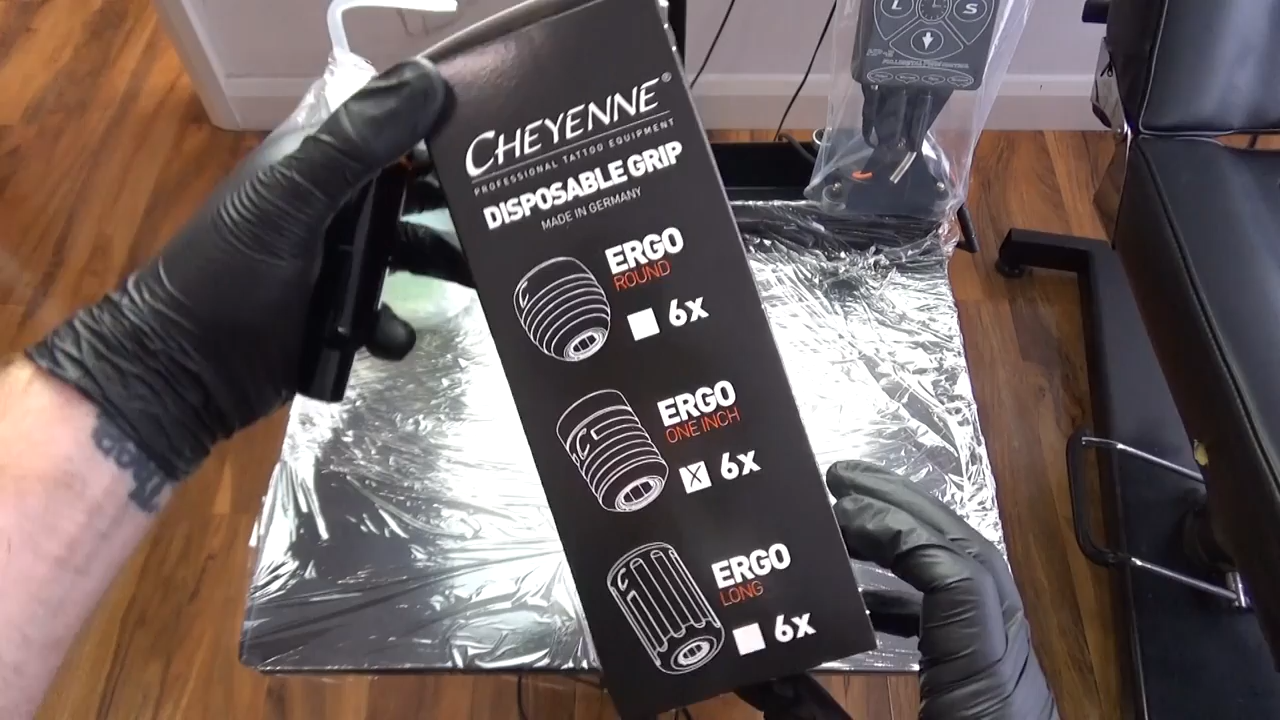 L
S
CHEYENNE®
PROFESSIONAL TATTOO EQUIPMENT
DISPOSABLE GRIP
MADE IN GERMANY
ERGO
ROUND
6x
ERGO
ONE INCH
X 6x
ERGO
LONG
6x